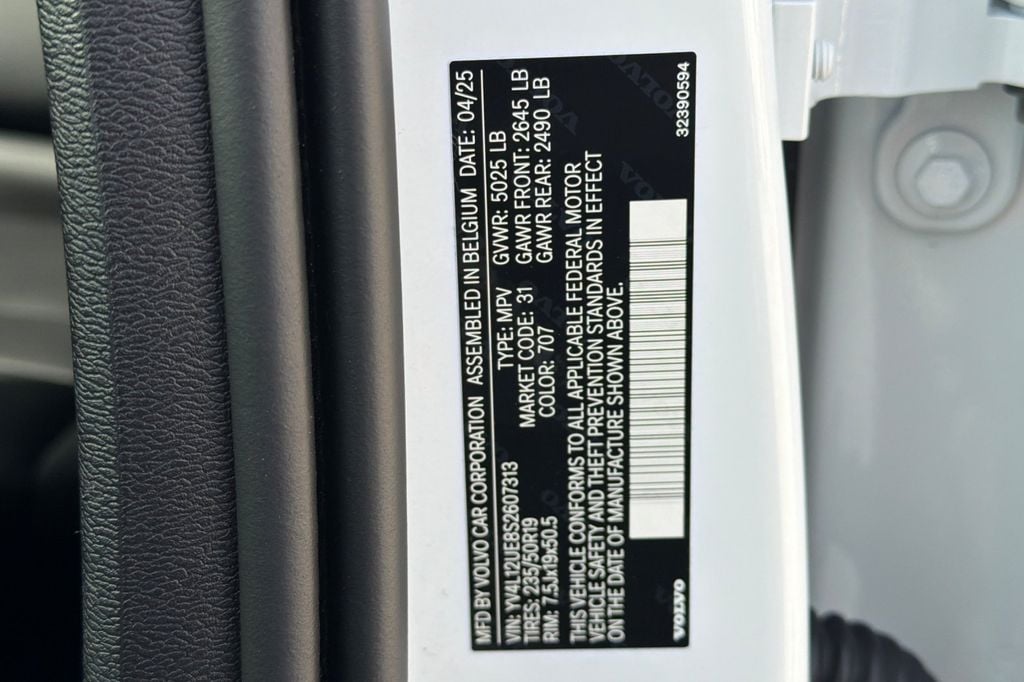 MFD BY VOLVO CAR CORPORATION ASSEMBLED IN BELGIUM DATE: 04/25
VIN: YV4L12UE8S2607313 TYPE: MPV GVWR: 5025 LB
TIRES: 235/50R19 MARKET CODE: 31 GAWR FRONT: 2645 LB
RIM: 7.5Jx19x50.5 COLOR: 707 GAWR REAR: 2490 LB
THIS VEHICLE CONFORMS TO ALL APPLICABLE FEDERAL MOTOR
VEHICLE SAFETY AND THEFT PREVENTION STANDARDS IN EFFECT
ON THE DATE OF MANUFACTURE SHOWN ABOVE.
VOLVO 32390594